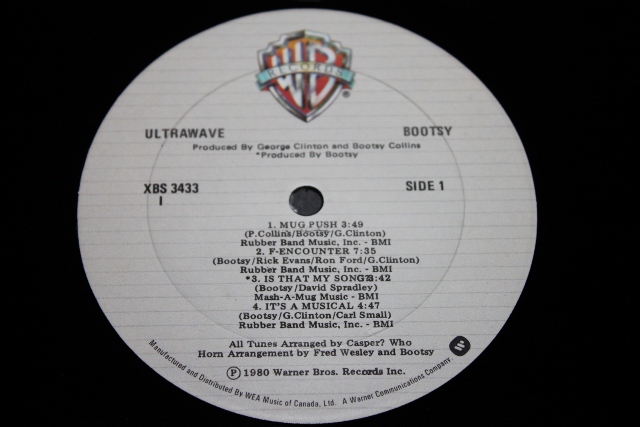 WB
RECORDS
®
ULTRAWAVE BOOTSY
Produced By George Clinton and Bootsy Collins
*Produced By Bootsy
XBS 3433 SIDE 1
I
1. MUG PUSH 3:49
(P.Collins/Bootsy/G.Clinton)
Rubber Band Music, Inc. - BMI
2. F-ENCOUNTER 7:35
(Bootsy/Rick Evans/Ron Ford/G.Clinton)
Rubber Band Music, Inc. - BMI
*3. IS THAT MY SONG? 3:42
(Bootsy/David Spradley)
Mash-A-Mug Music - BMI
4. IT'S A MUSICAL 4:47
(Bootsy/G.Clinton/Carl Small)
Rubber Band Music, Inc. - BMI
All Tunes Arranged by Casper? Who
Horn Arrangement by Fred Wesley and Bootsy
℗ 1980 Warner Bros. Records Inc.
Manufactured and Distributed By WEA Music of Canada, Ltd. A Warner Communications Company.